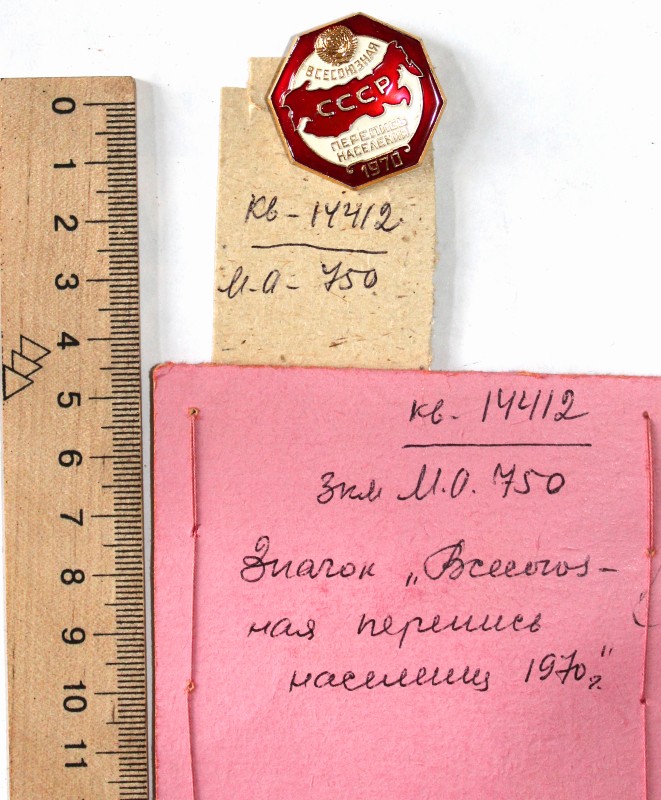 ВСЕСОЮЗНАЯ
СССР
ПЕРЕПИСЬ
НАСЕЛЕНИЯ
1970
кв - 14412
М.О - 750
кв. 14412
Зкм М.О. 750
Значок „Всесоюз-
ная перепись
населения 1970г."
0
1
2
3
4
5
6
7
8
9
10
11